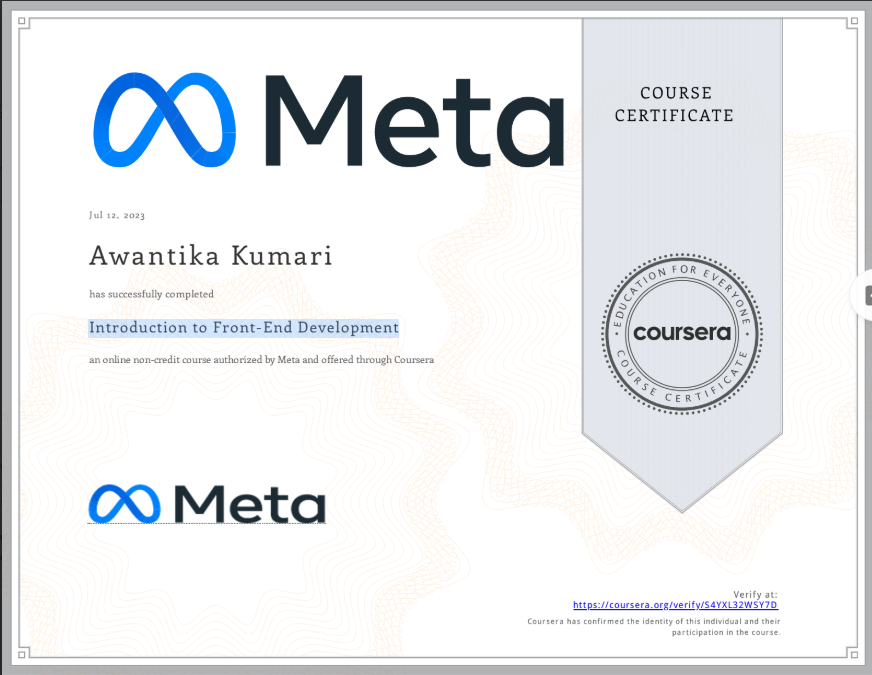 Meta
COURSE
CERTIFICATE
Jul 12, 2023
Awantika Kumari
has successfully completed
Introduction to Front-End Development
an online non-credit course authorized by Meta and offered through Coursera
EDUCATION FOR EVERYONE
coursera
COURSE CERTIFICATE
Meta
Verify at:
https://coursera.org/verify/S4YXL32WSY7D
Coursera has confirmed the identity of this individual and their
participation in the course.